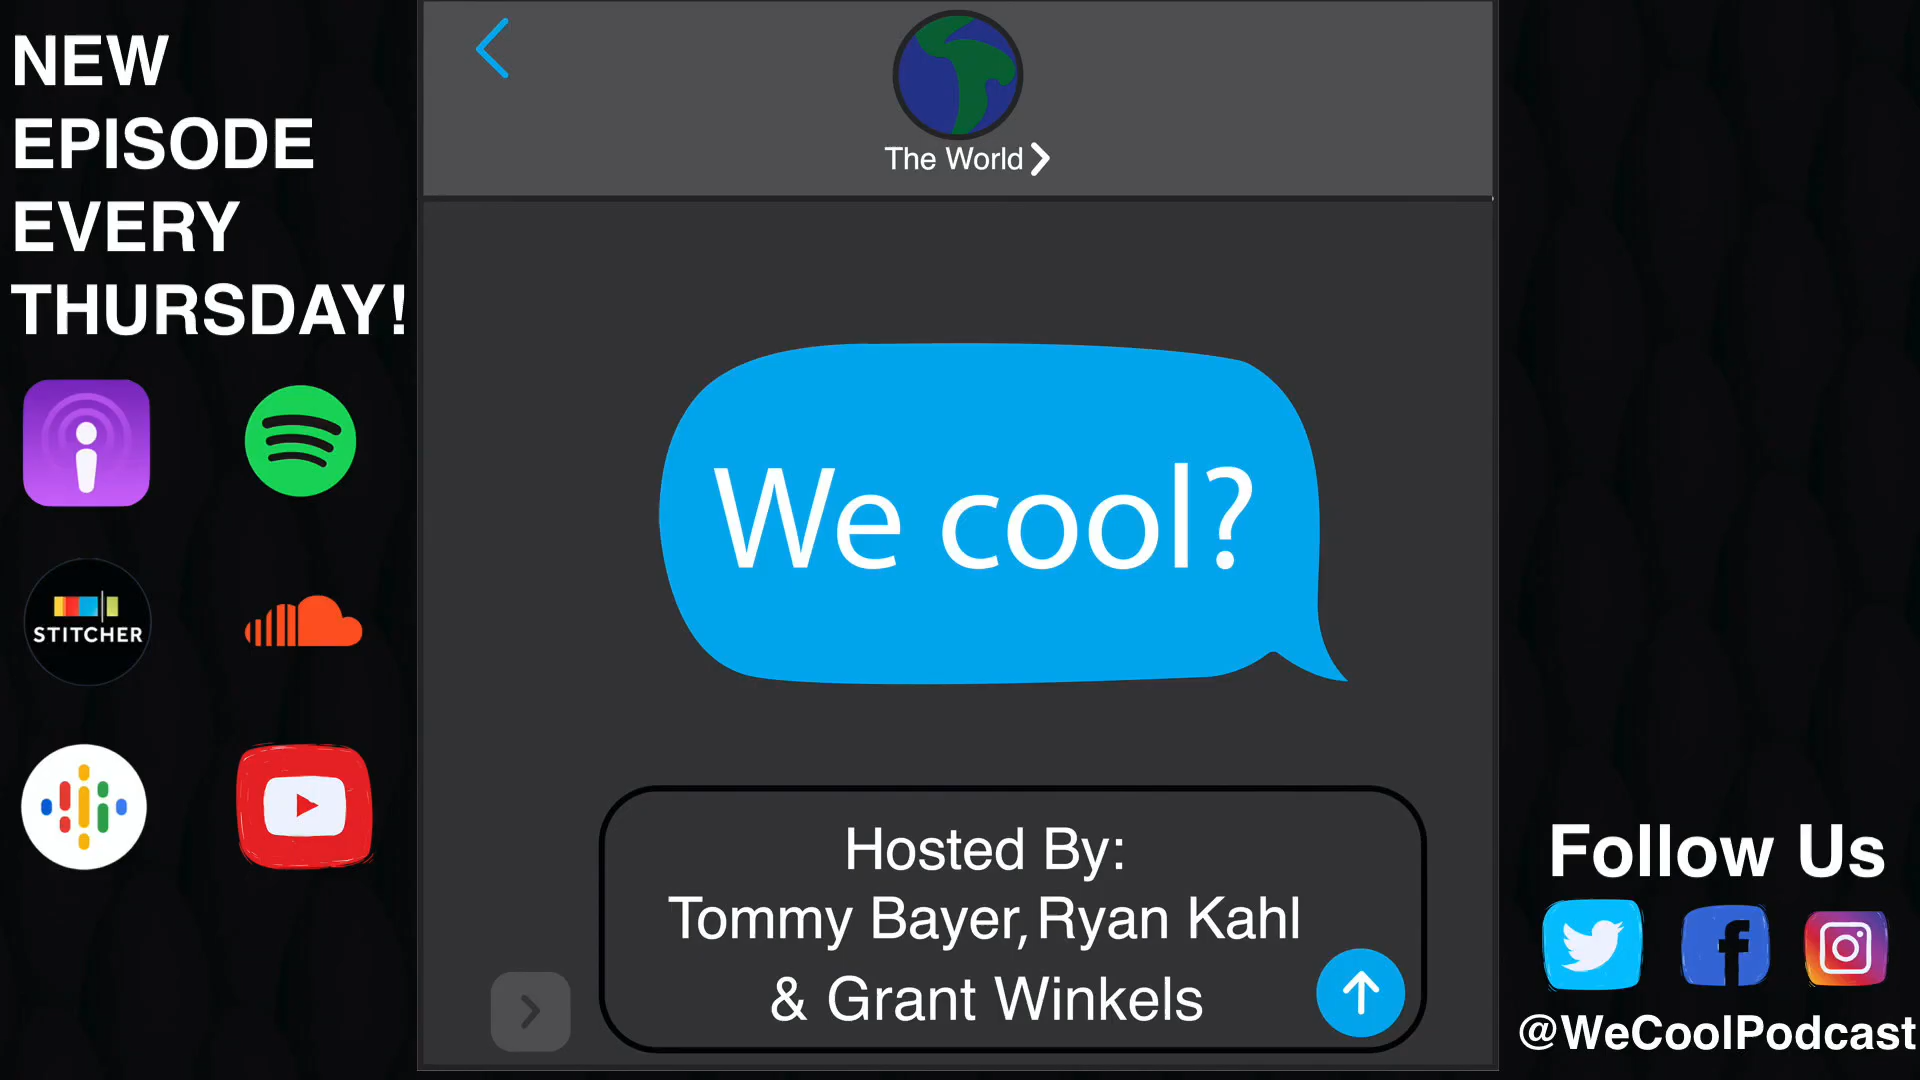 NEW
EPISODE
EVERY
THURSDAY!
STITCHER
The World
We cool?
Hosted By:
Tommy Bayer, Ryan Kahl
& Grant Winkels
Follow Us
@WeCoolPodcast